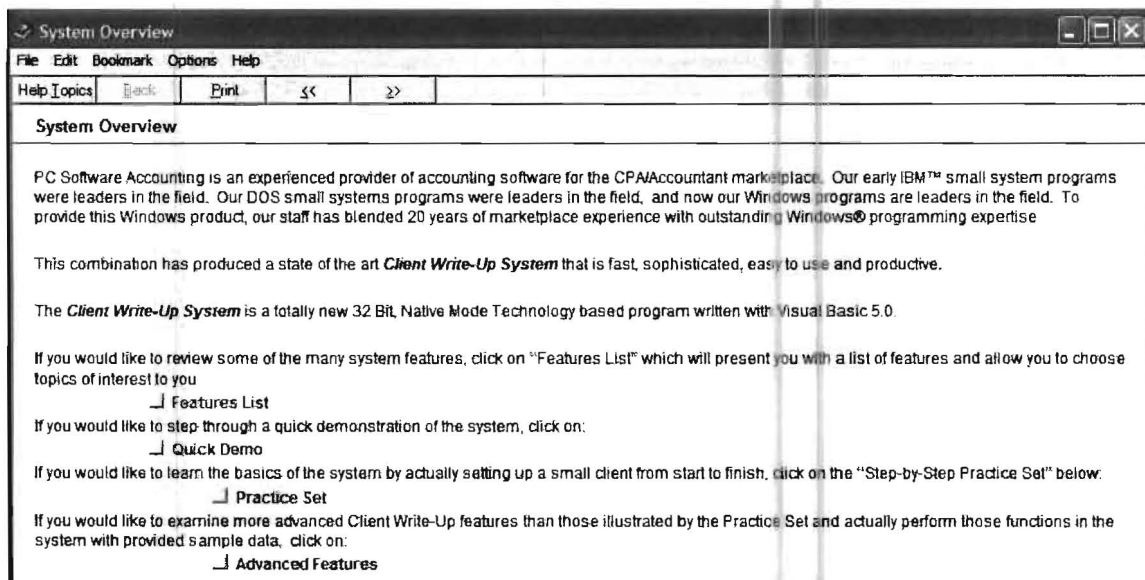 System Overview
File Edit Bookmark Options Help
Help Topics Back Print << >>
System Overview
PC Software Accounting is an experienced provider of accounting software for the CPA/Accountant marketplace. Our early IBM™ small system programs
were leaders in the field. Our DOS small systems programs were leaders in the field, and now our Windows programs are leaders in the field. To
provide this Windows product, our staff has blended 20 years of marketplace experience with outstanding Windows® programming expertise
This combination has produced a state of the art Client Write-Up System that is fast, sophisticated, easy to use and productive.
The Client Write-Up System is a totally new 32 Bit, Native Mode Technology based program written with Visual Basic 5.0.
If you would like to review some of the many system features, click on "Features List" which will present you with a list of features and allow you to choose
topics of interest to you
Features List
If you would like to step through a quick demonstration of the system, click on:
Quick Demo
If you would like to learn the basics of the system by actually setting up a small client from start to finish, click on the "Step-by-Step Practice Set" below:
Practice Set
If you would like to examine more advanced Client Write-Up features than those illustrated by the Practice Set and actually perform those functions in the
system with provided sample data, click on:
Advanced Features